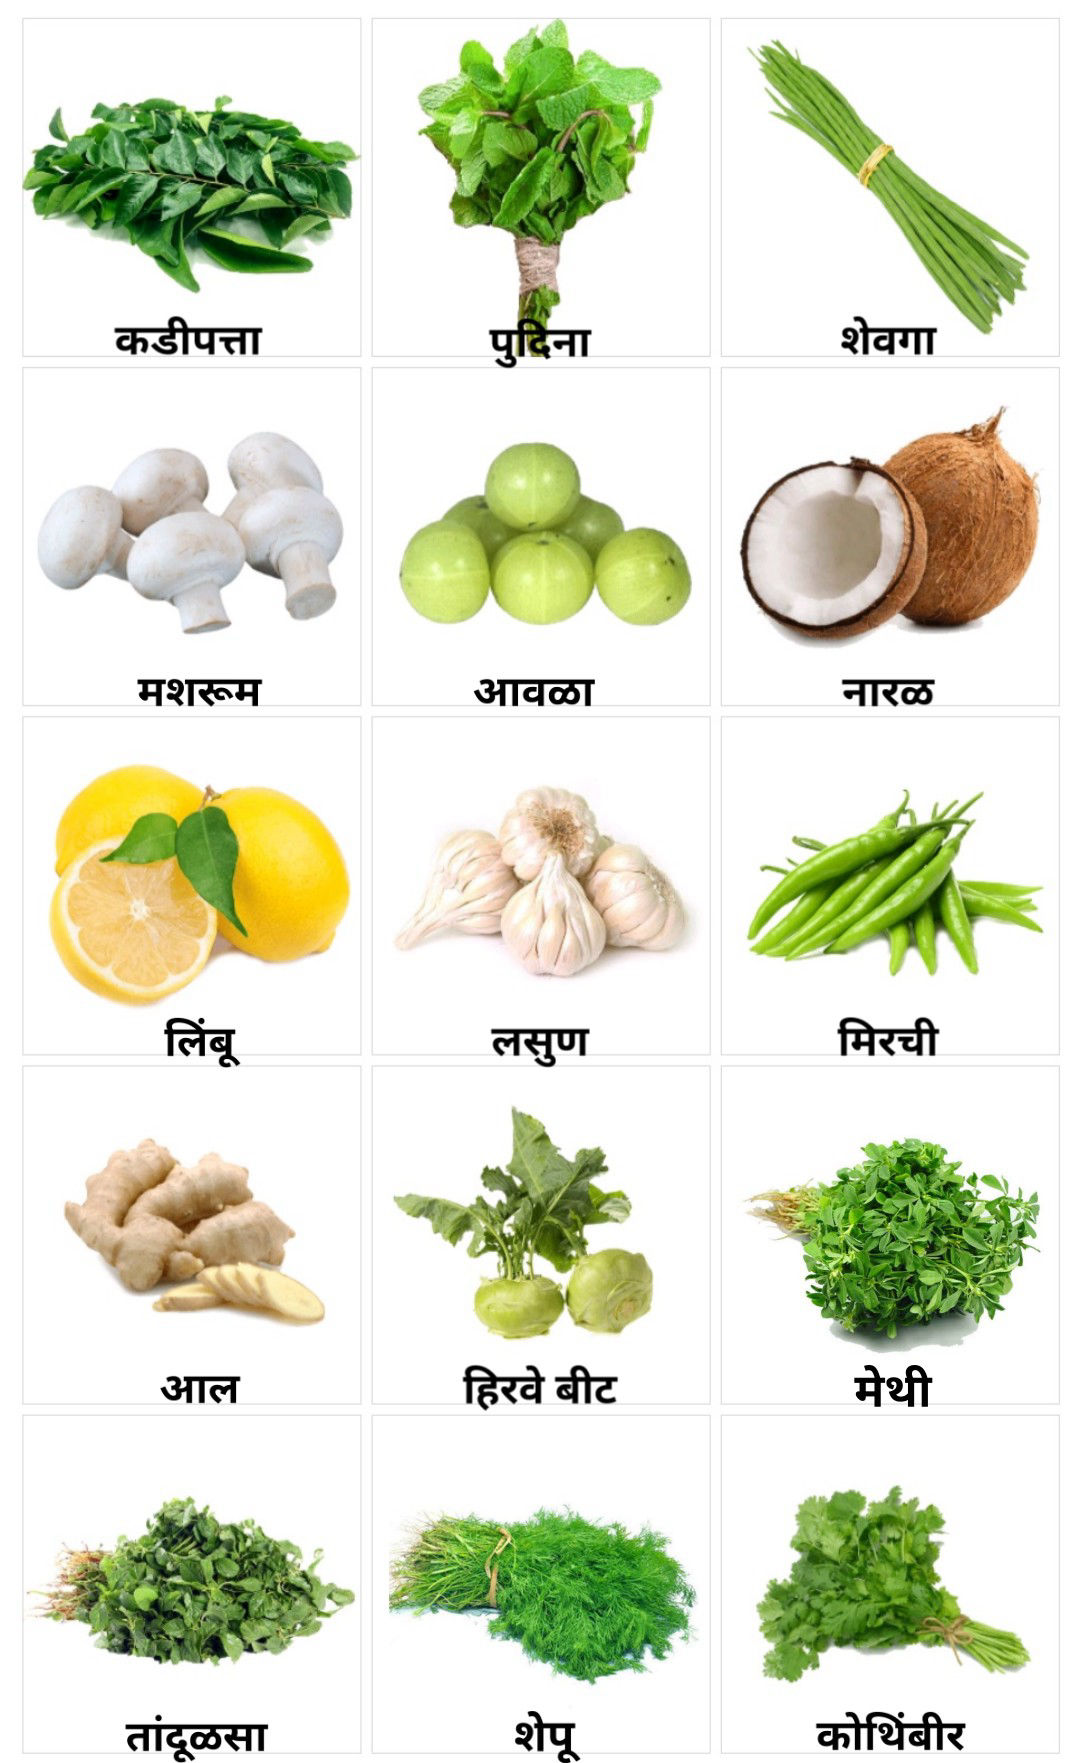 कडीपत्ता
पुदिना
शेवगा
मशरूम
आवळा
नारळ
लिंबू
लसुण
मिरची
आल
हिरवे बीट
मेथी
तांदूळसा
शेपू
कोथिंबीर